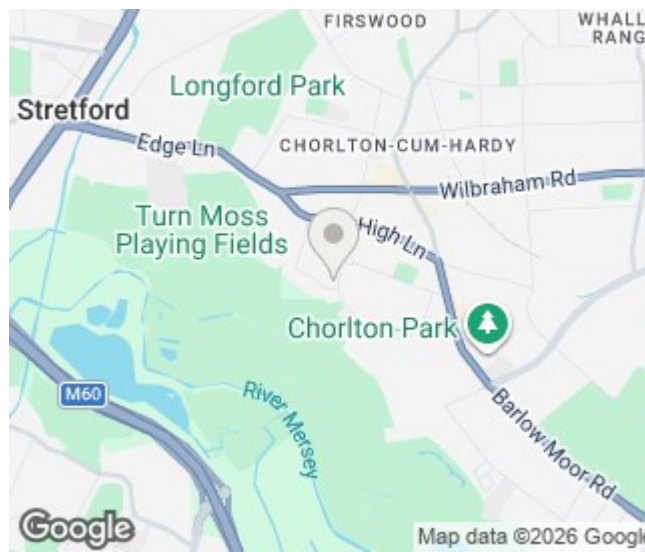 FIRSWOOD
WHALL
RANG
Longford Park
Stretford
Edge Ln
CHORLTON-CUM-HARDY
Wilbraham Rd
Turn Moss
Playing Fields
High Ln
Chorlton Park
M60
River Mersey
Barlow Moor Rd
Google
Map data ©2026 Google